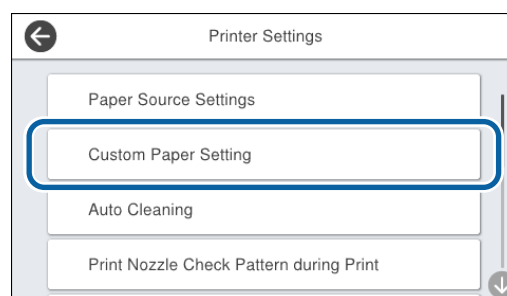 Printer Settings
Paper Source Settings
Custom Paper Setting
Auto Cleaning
Print Nozzle Check Pattern during Print